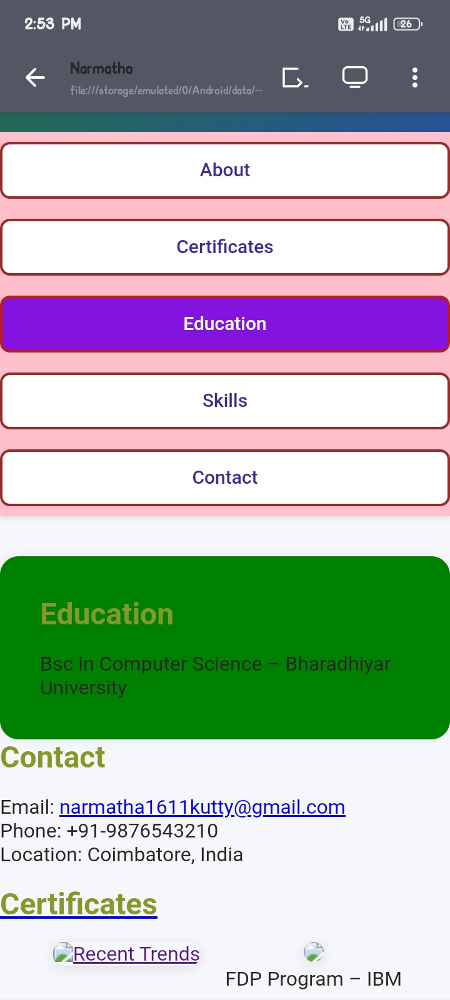 2:53 PM
Vo LTE 5G 26
Narmatha
file:///storage/emulated/0/Android/data/···
About
Certificates
Education
Skills
Contact
Education
Bsc in Computer Science – Bharadhiyar
University
Contact
Email: narmatha1611kutty@gmail.com
Phone: +91-9876543210
Location: Coimbatore, India
Certificates
Recent Trends
FDP Program – IBM